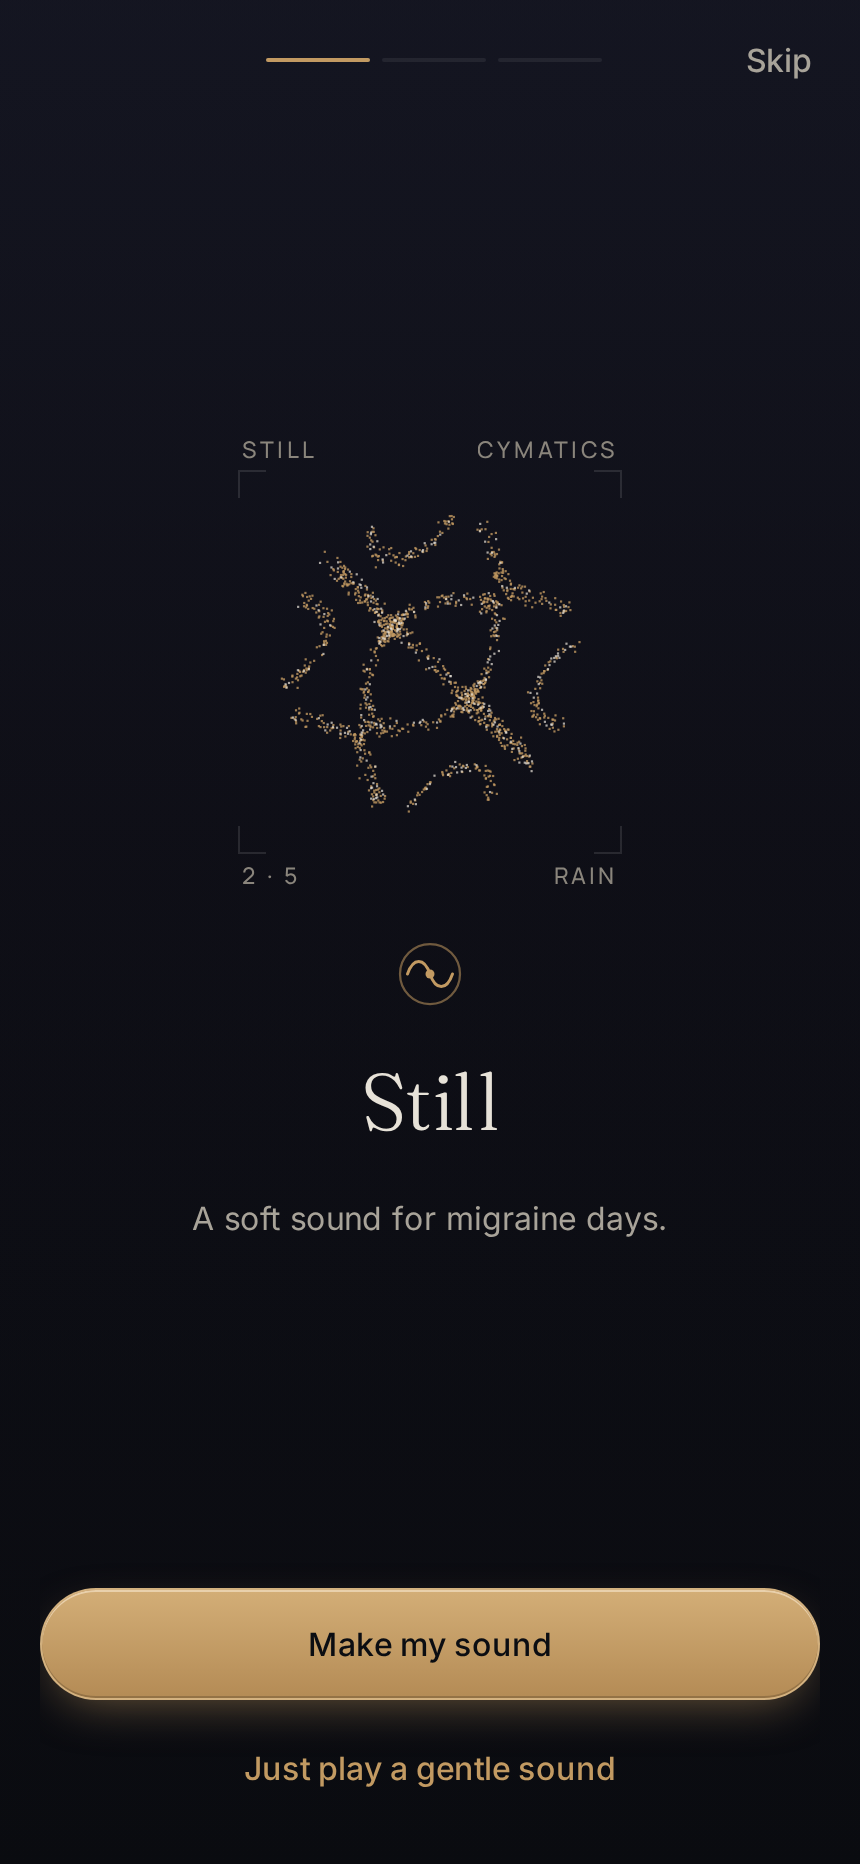 Skip
STILL CYMATICS
2 · 5 RAIN
Still
A soft sound for migraine days.
Make my sound
Just play a gentle sound